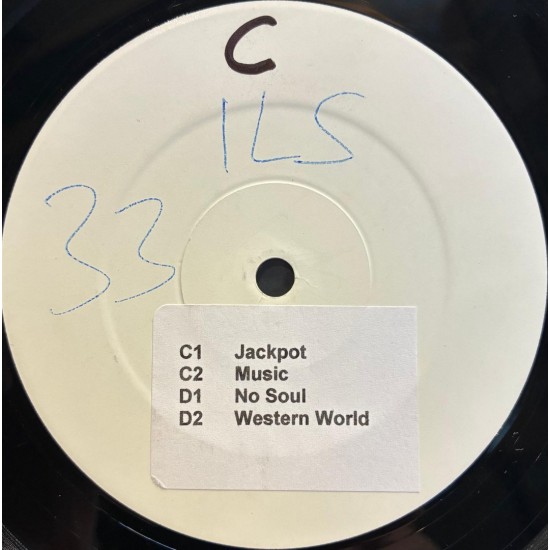 C
ILS
33
C1 Jackpot
C2 Music
D1 No Soul
D2 Western World